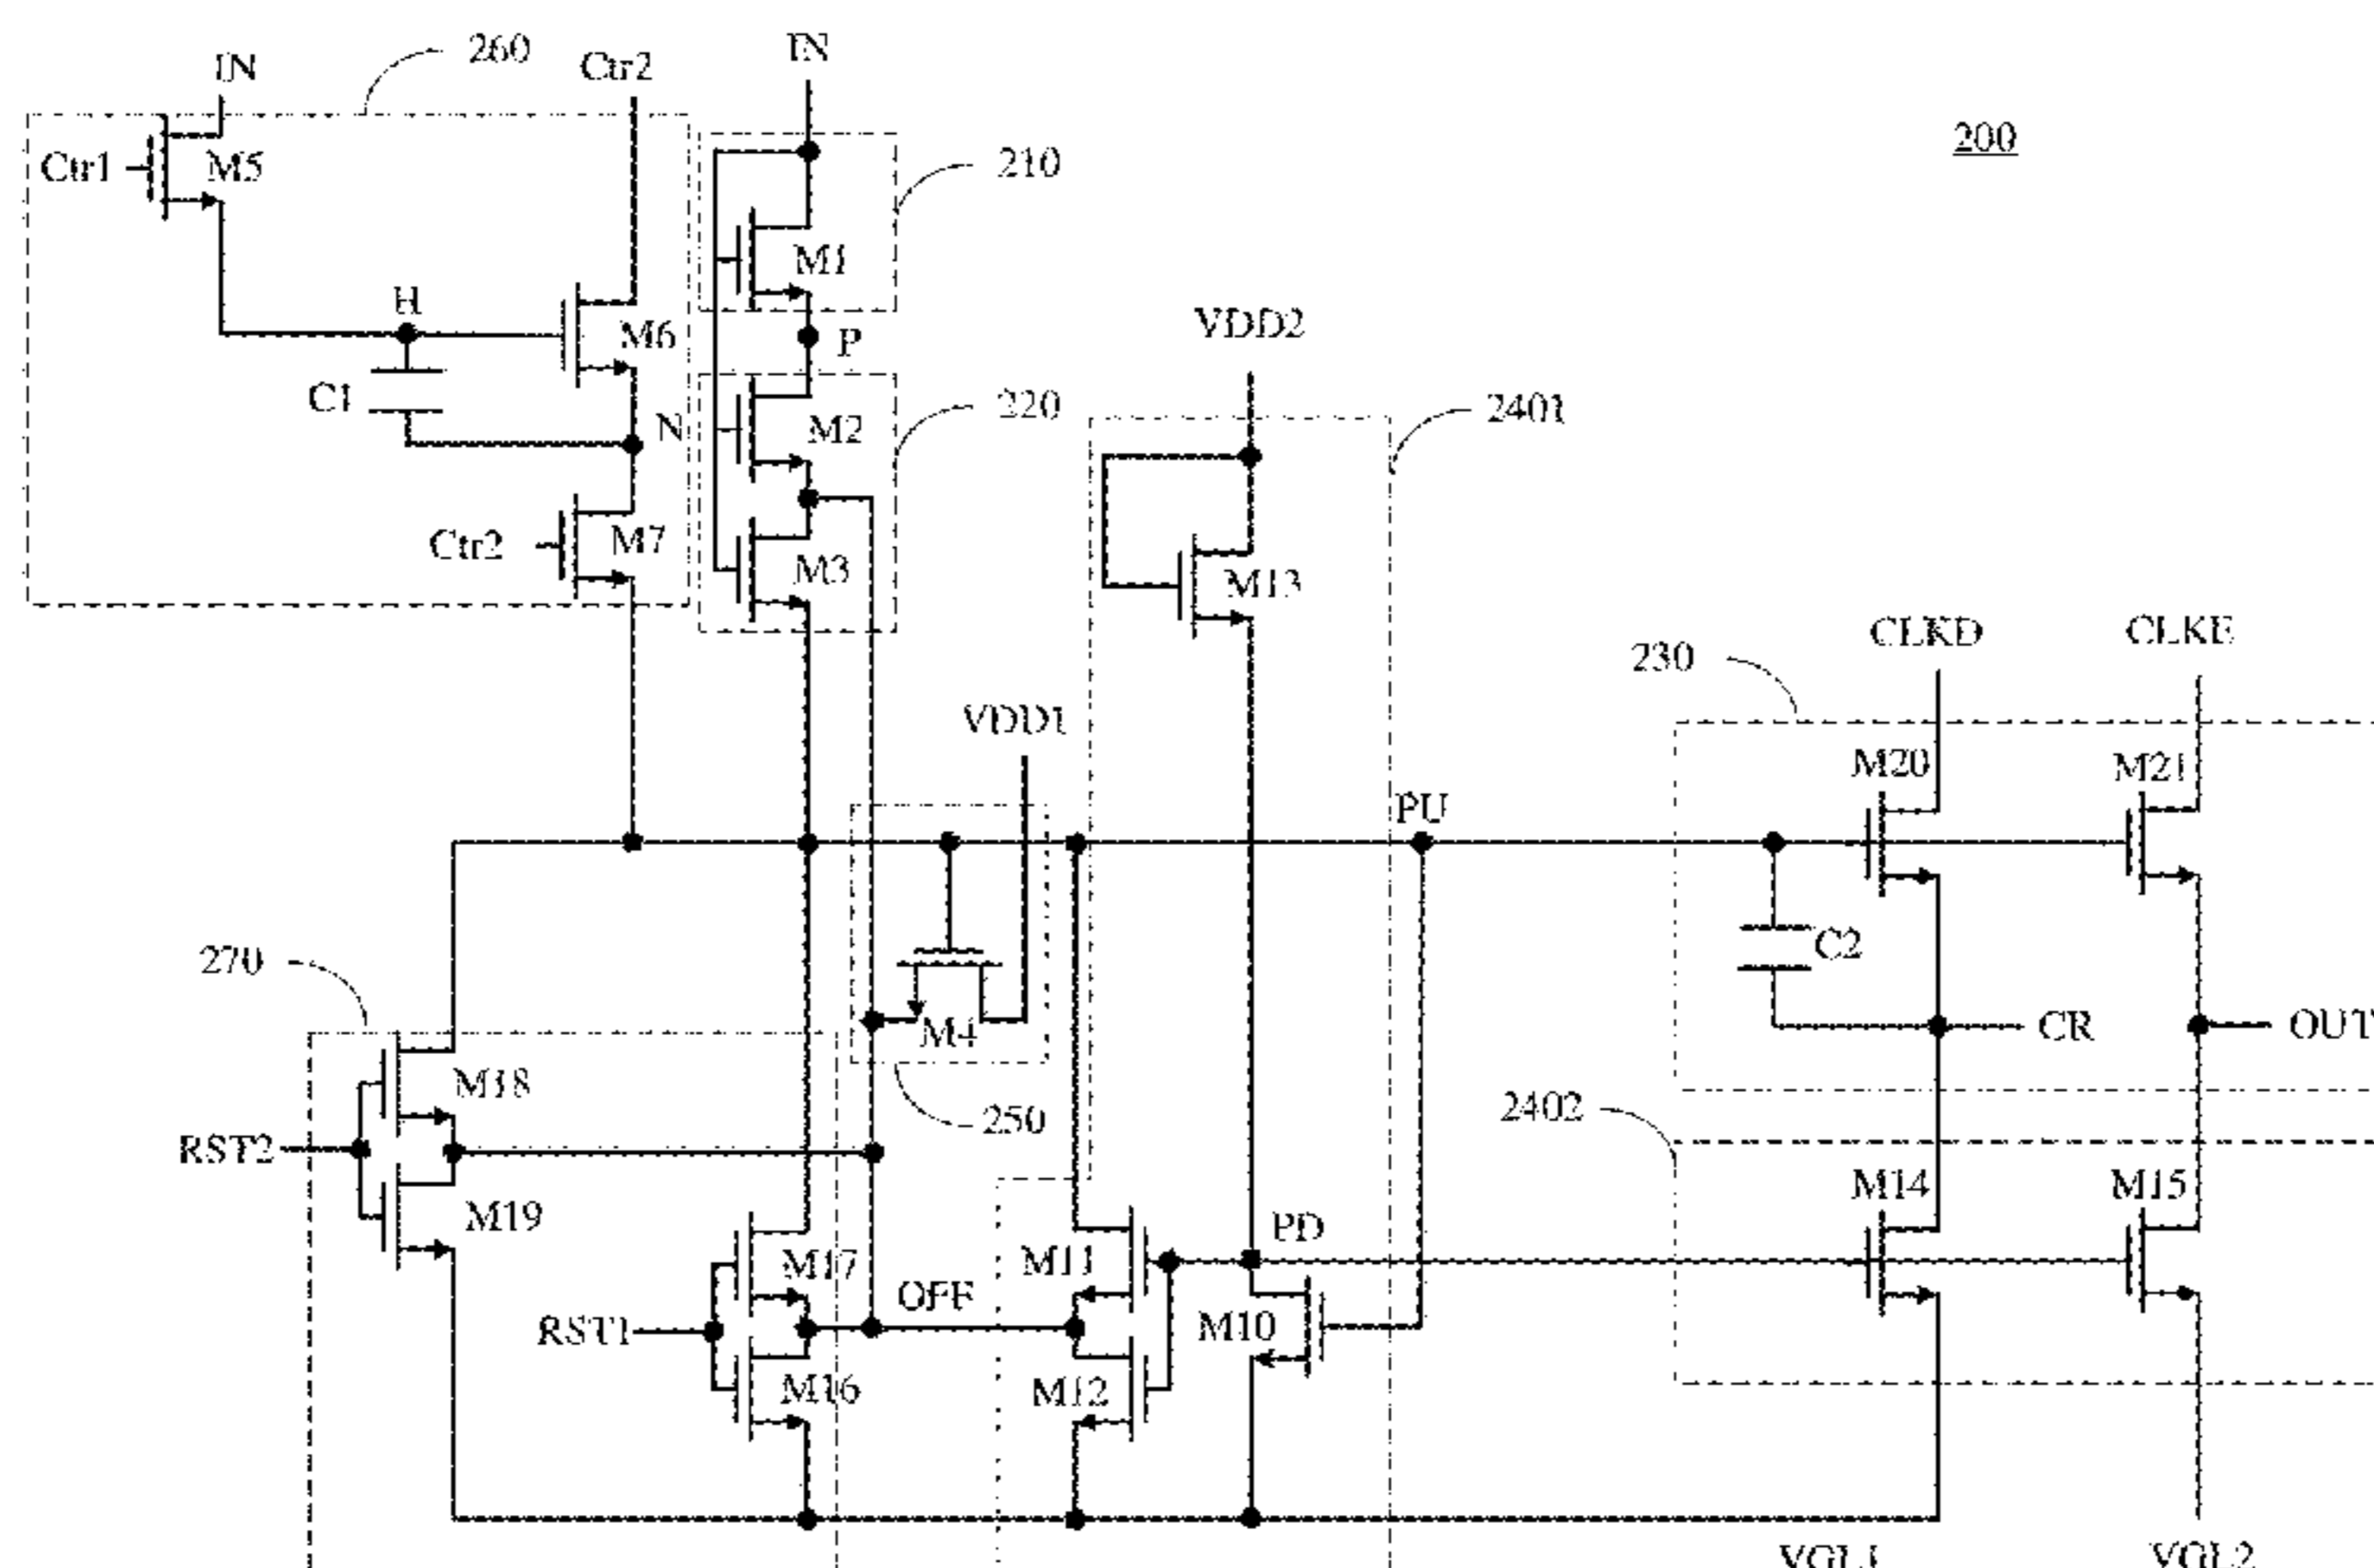 260
IN
Ctr2
IN
200
Ctr1
M5
210
M1
H
M6
P
VDD2
C1
N
M2
220
2401
Ctr2
M7
M3
M13
CLKD
CLKE
230
VDD1
M20
M21
PU
270
C2
M4
CR
OUT
M18
250
2402
RST2
M14
M15
M19
PD
M17
M11
OFF
RST1
M10
M16
M12
VGL1
VGL2